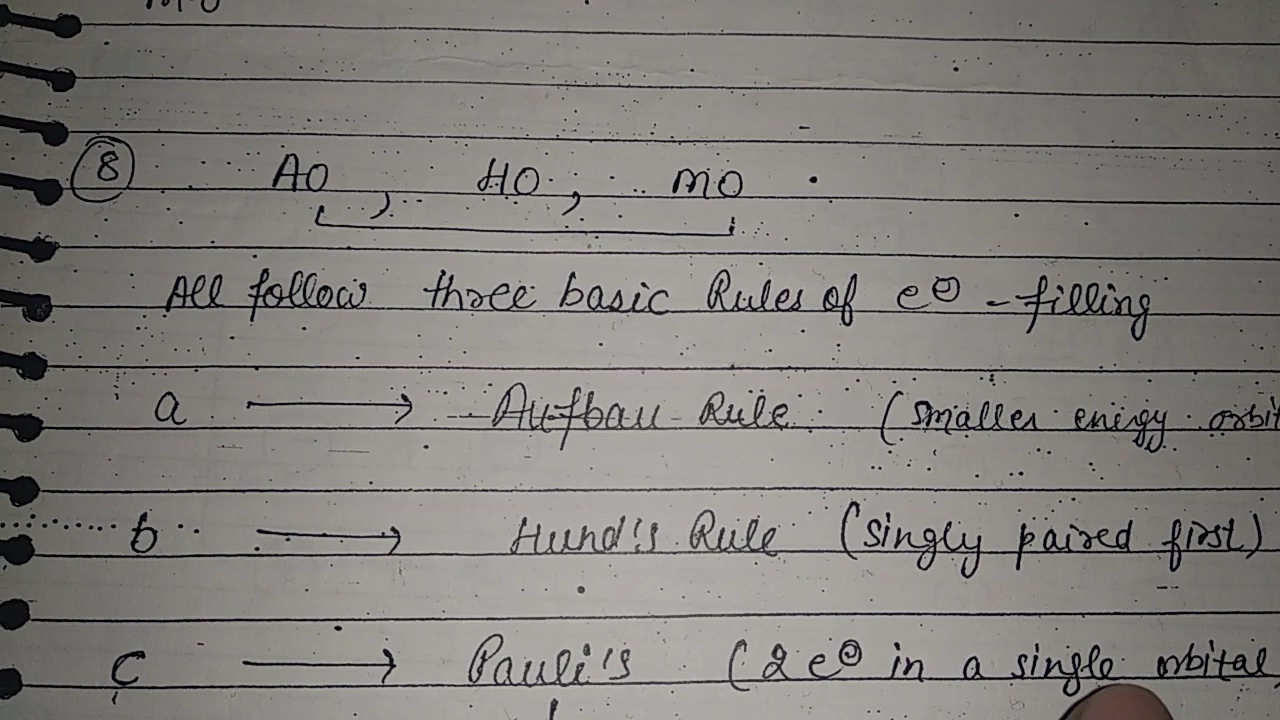 ⑧ AO , HO , MO .
All follow three basic Rules of e⊖ - filling
a → Aufbau Rule (smaller energy orbit
b → Hund's Rule (singly paired first)
c → Pauli's (2e⊖ in a single orbital